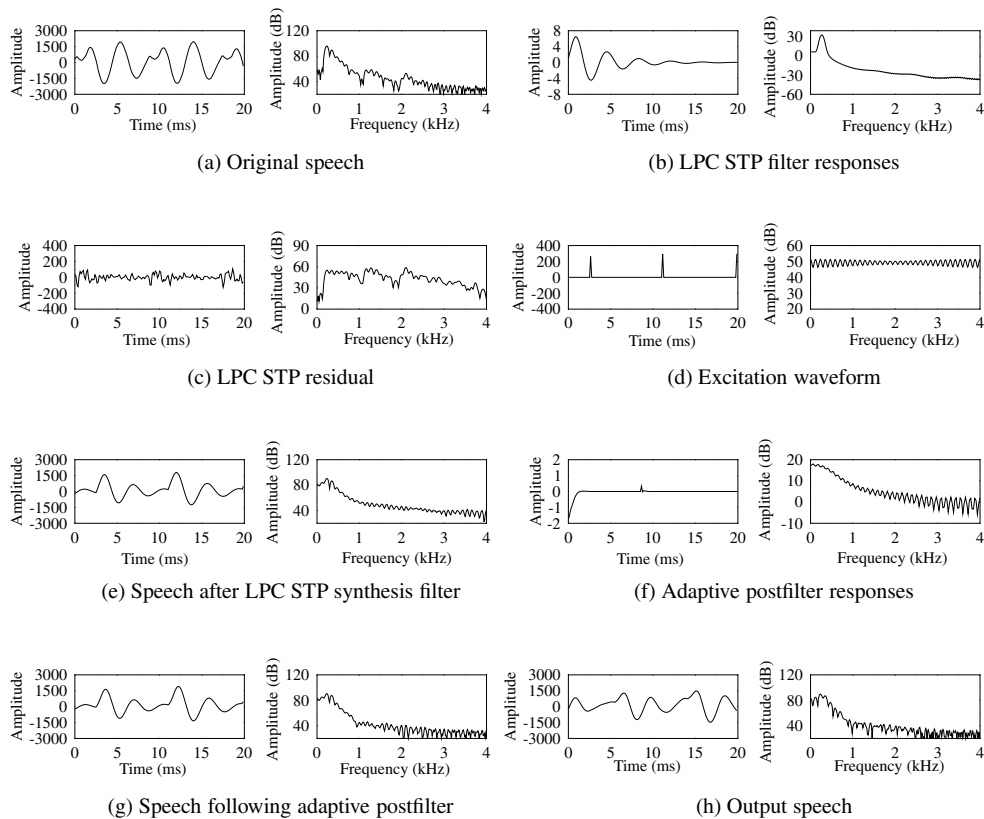 Amplitude
3000
1500
0
-1500
-3000
0 5 10 15 20
Time (ms)
Amplitude (dB)
120
80
40
0 1 2 3 4
Frequency (kHz)
(a) Original speech
Amplitude
8
4
0
-4
-8
0 5 10 15 20
Time (ms)
Amplitude (dB)
30
0
-30
-60
0 1 2 3 4
Frequency (kHz)
(b) LPC STP filter responses
Amplitude
400
200
0
-200
-400
0 5 10 15 20
Time (ms)
Amplitude (dB)
90
60
30
0
0 1 2 3 4
Frequency (kHz)
(c) LPC STP residual
Amplitude
400
200
0
-200
-400
0 5 10 15 20
Time (ms)
Amplitude (dB)
60
50
40
30
20
0 1 2 3 4
Frequency (kHz)
(d) Excitation waveform
Amplitude
3000
1500
0
-1500
-3000
0 5 10 15 20
Time (ms)
Amplitude (dB)
120
80
40
0 1 2 3 4
Frequency (kHz)
(e) Speech after LPC STP synthesis filter
Amplitude
2
1
0
-1
-2
0 5 10 15 20
Time (ms)
Amplitude (dB)
20
10
0
-10
0 1 2 3 4
Frequency (kHz)
(f) Adaptive postfilter responses
Amplitude
3000
1500
0
-1500
-3000
0 5 10 15 20
Time (ms)
Amplitude (dB)
120
80
40
0 1 2 3 4
Frequency (kHz)
(g) Speech following adaptive postfilter
Amplitude
3000
1500
0
-1500
-3000
0 5 10 15 20
Time (ms)
Amplitude (dB)
120
80
40
0 1 2 3 4
Frequency (kHz)
(h) Output speech